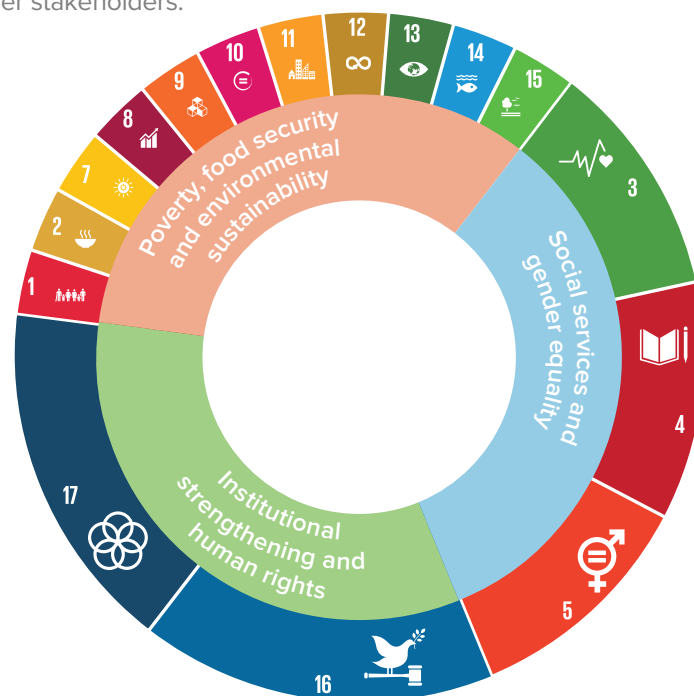 er stakeholders.
12
13
11
14
10
15
9
8
3
7
2
1
Poverty, food security
and environmental
sustainability
Social services and
gender equality
4
17
Institutional
strengthening and
human rights
5
16